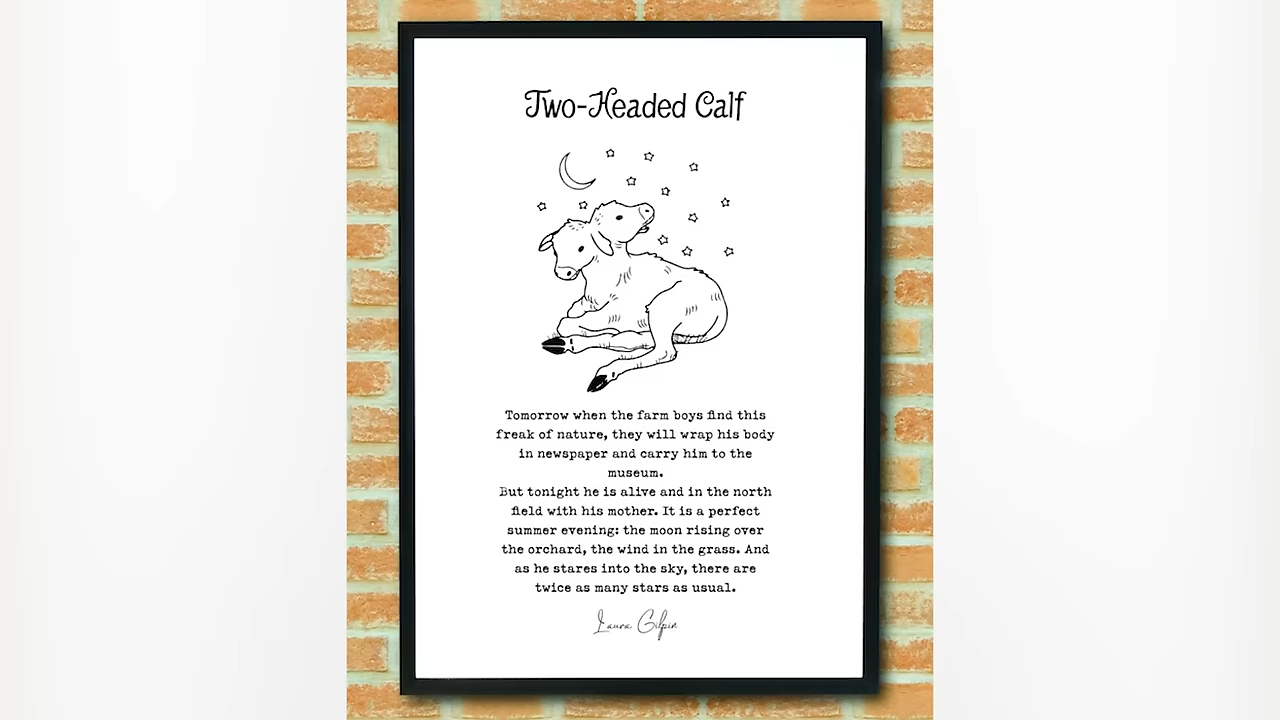 Two-Headed Calf
Tomorrow when the farm boys find this
freak of nature, they will wrap his body
in newspaper and carry him to the
museum.
But tonight he is alive and in the north
field with his mother. It is a perfect
summer evening: the moon rising over
the orchard, the wind in the grass. And
as he stares into the sky, there are
twice as many stars as usual.
Laura Gilpin